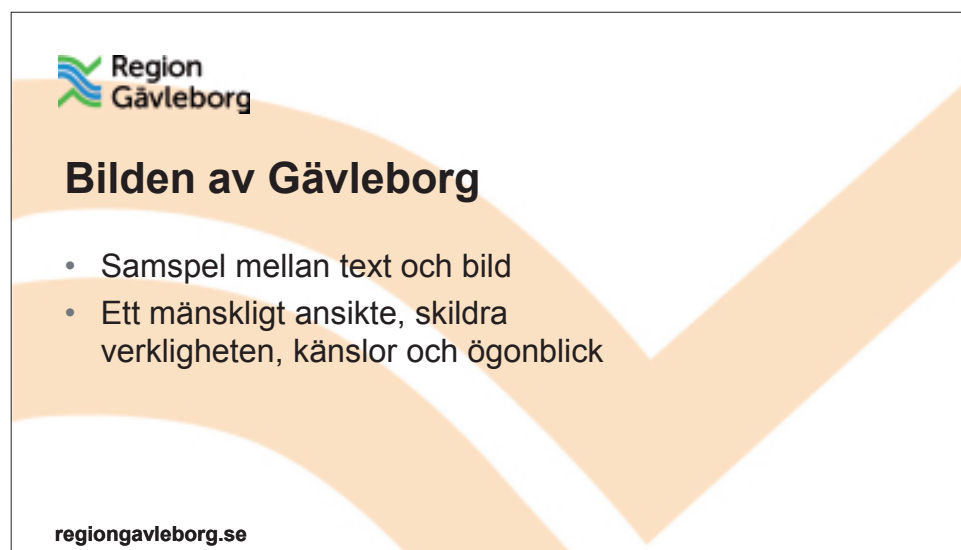 Region
Gävleborg
Bilden av Gävleborg
• Samspel mellan text och bild
• Ett mänskligt ansikte, skildra
verkligheten, känslor och ögonblick
regiongavleborg.se